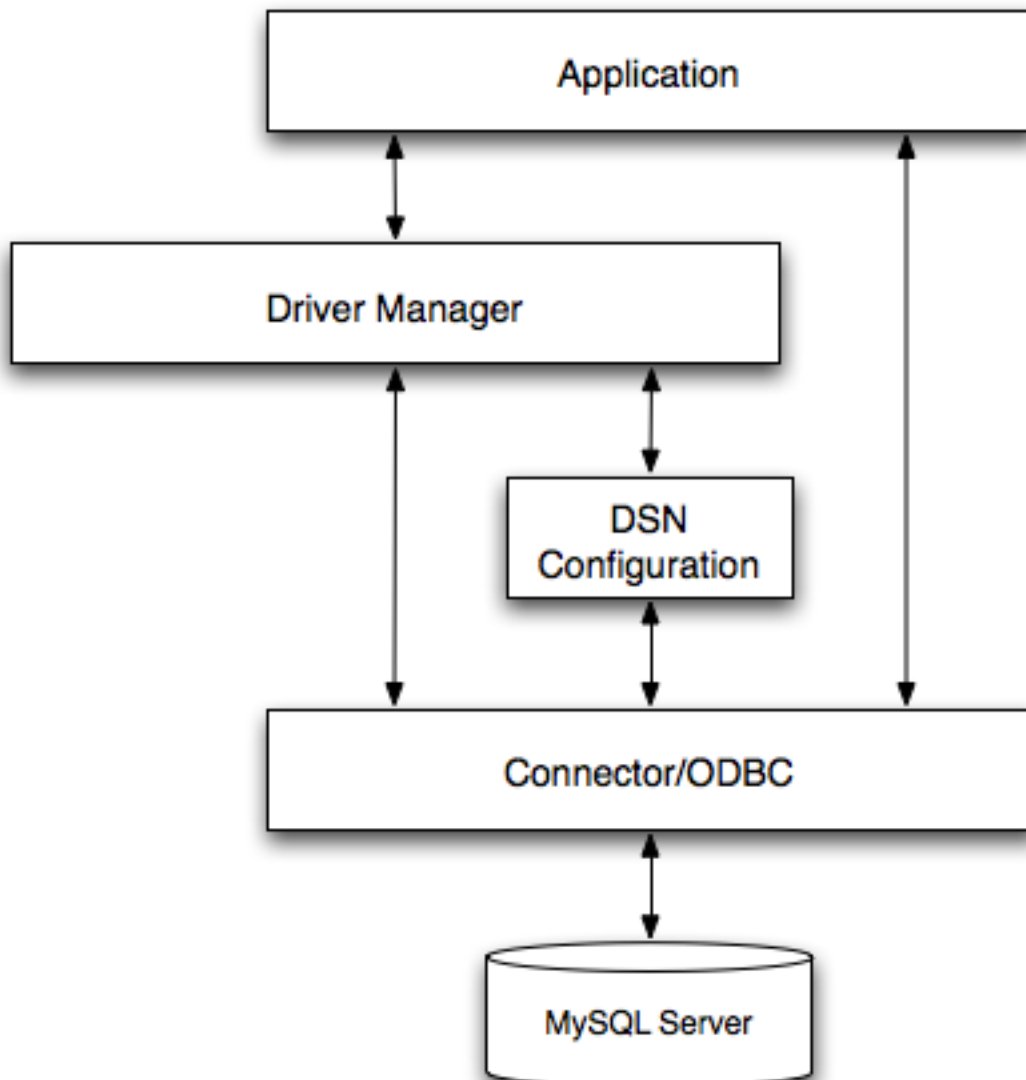 Application
Driver Manager
DSN
Configuration
Connector/ODBC
MySQL Server